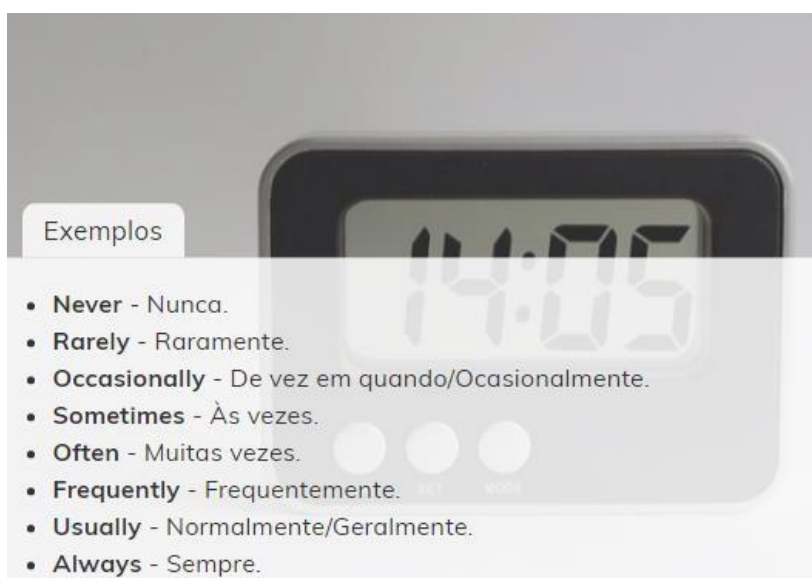 14:05
Exemplos
Never - Nunca.
Rarely - Raramente.
Occasionally - De vez em quando/Ocasionalmente.
Sometimes - Às vezes.
Often - Muitas vezes.
SET MODE
Frequently - Frequentemente.
Usually - Normalmente/Geralmente.
Always - Sempre.